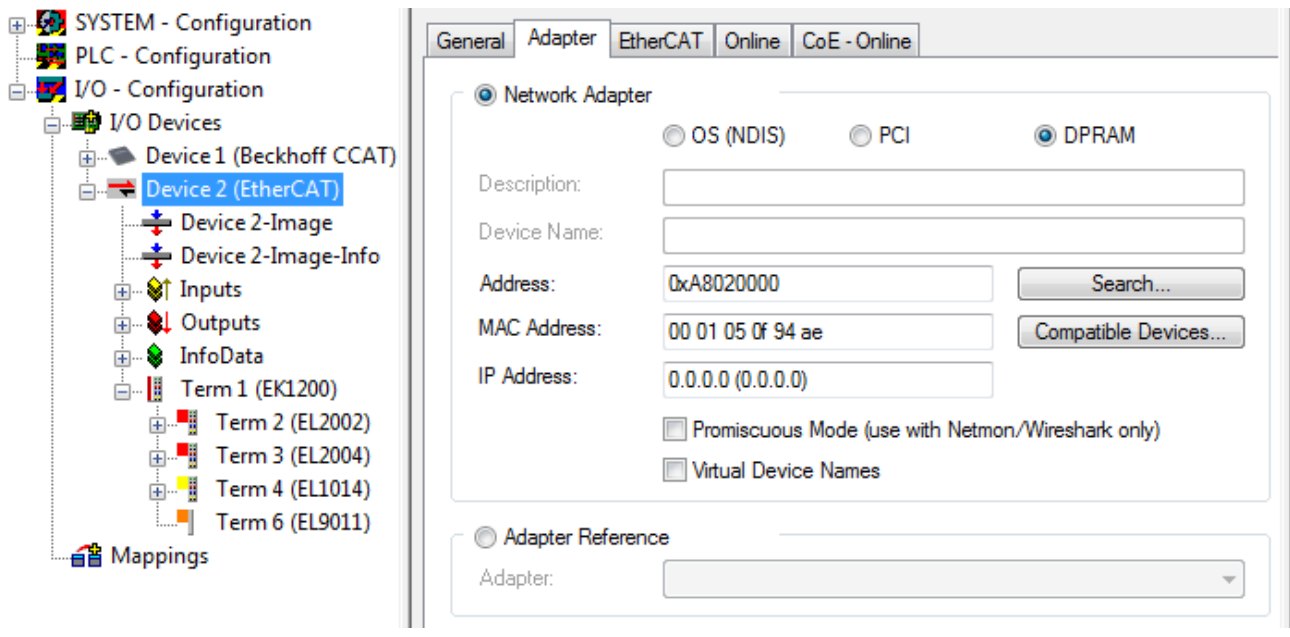 SYSTEM - Configuration
PLC - Configuration
I/O - Configuration
I/O Devices
Device 1 (Beckhoff CCAT)
Device 2 (EtherCAT)
Device 2-Image
Device 2-Image-Info
Inputs
Outputs
InfoData
Term 1 (EK1200)
Term 2 (EL2002)
Term 3 (EL2004)
Term 4 (EL1014)
Term 6 (EL9011)
Mappings
General Adapter EtherCAT Online CoE - Online
Network Adapter
OS (NDIS) PCI DPRAM
Description:
Device Name:
Address: 0xA8020000 Search...
MAC Address: 00 01 05 0f 94 ae Compatible Devices...
IP Address: 0.0.0.0 (0.0.0.0)
Promiscuous Mode (use with Netmon/Wireshark only)
Virtual Device Names
Adapter Reference
Adapter: